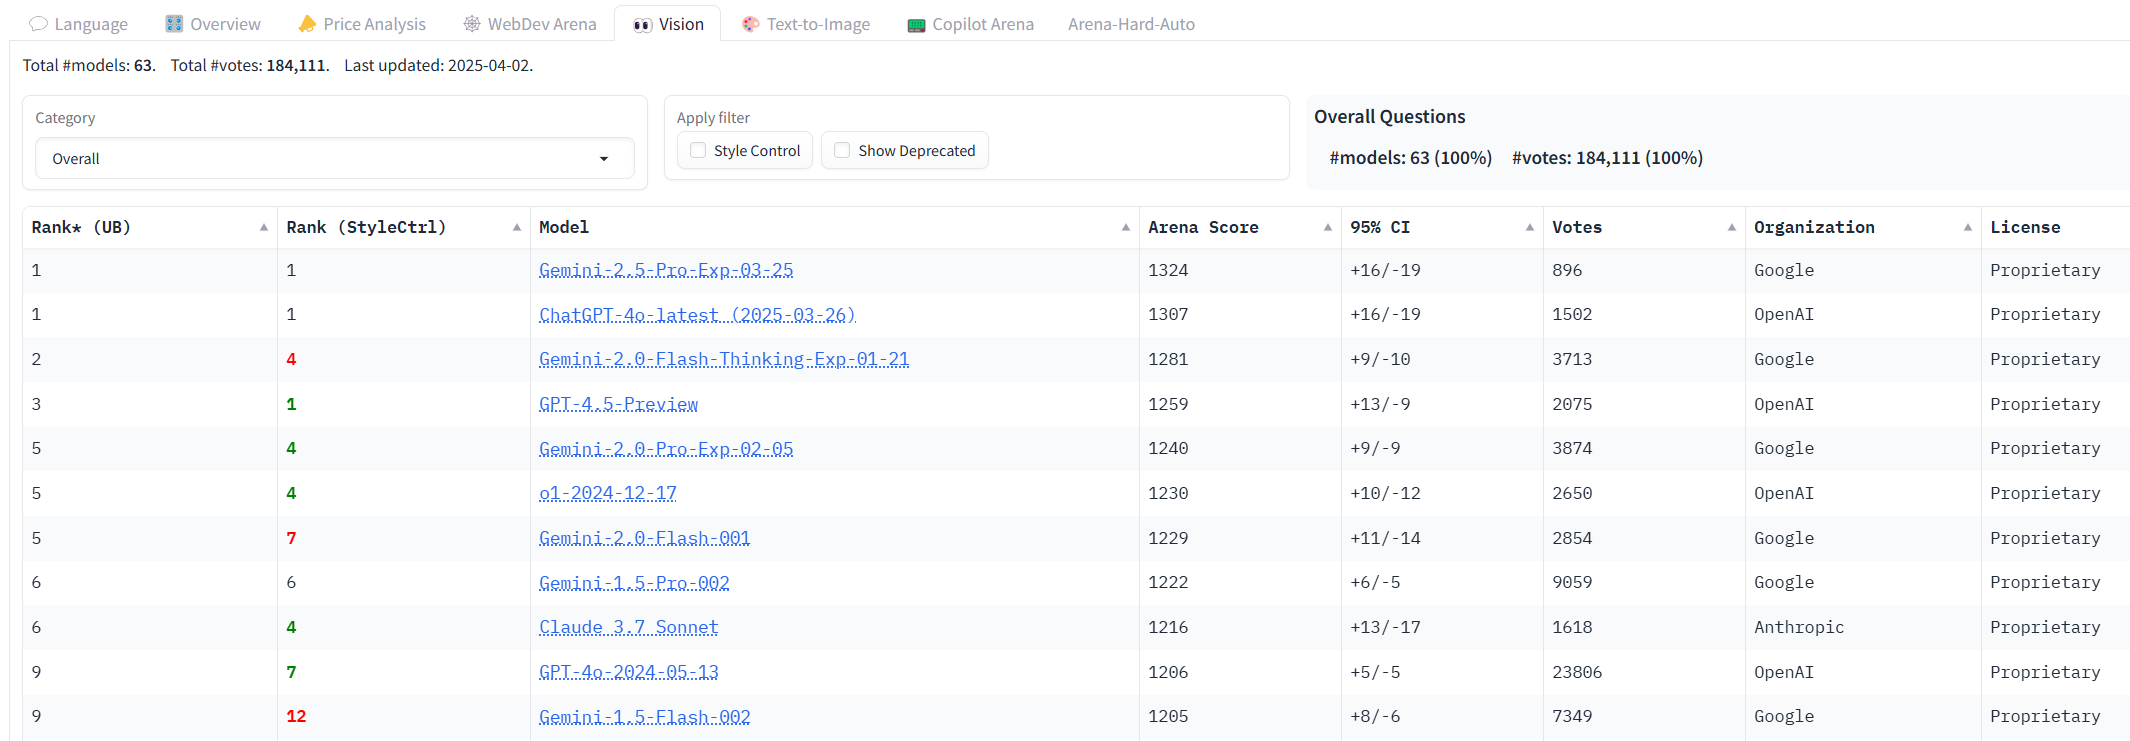 Language Overview Price Analysis WebDev Arena Vision Text-to-Image Copilot Arena Arena-Hard-Auto
Total #models: 63. Total #votes: 184,111. Last updated: 2025-04-02.
Category
Overall
Apply filter
Style Control Show Deprecated
Overall Questions
#models: 63 (100%) #votes: 184,111 (100%)
Rank* (UB) Rank (StyleCtrl) Model Arena Score 95% CI Votes Organization License
1 1 Gemini-2.5-Pro-Exp-03-25 1324 +16/-19 896 Google Proprietary
1 1 ChatGPT-4o-latest (2025-03-26) 1307 +16/-19 1502 OpenAI Proprietary
2 4 Gemini-2.0-Flash-Thinking-Exp-01-21 1281 +9/-10 3713 Google Proprietary
3 1 GPT-4.5-Preview 1259 +13/-9 2075 OpenAI Proprietary
5 4 Gemini-2.0-Pro-Exp-02-05 1240 +9/-9 3874 Google Proprietary
5 4 o1-2024-12-17 1230 +10/-12 2650 OpenAI Proprietary
5 7 Gemini-2.0-Flash-001 1229 +11/-14 2854 Google Proprietary
6 6 Gemini-1.5-Pro-002 1222 +6/-5 9059 Google Proprietary
6 4 Claude 3.7 Sonnet 1216 +13/-17 1618 Anthropic Proprietary
9 7 GPT-4o-2024-05-13 1206 +5/-5 23806 OpenAI Proprietary
9 12 Gemini-1.5-Flash-002 1205 +8/-6 7349 Google Proprietary